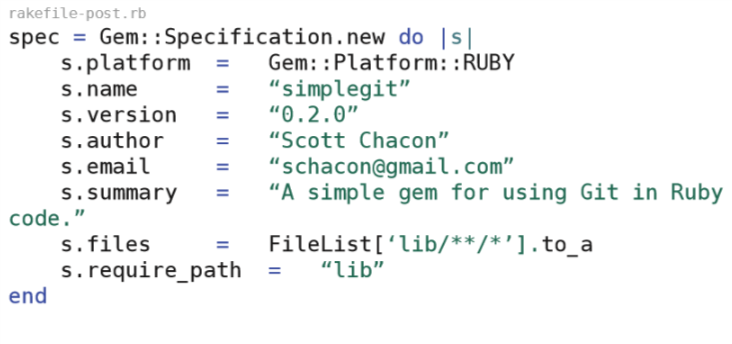 rakefile-post.rb
spec = Gem::Specification.new do |s|
    s.platform  =   Gem::Platform::RUBY
    s.name      =   “simplegit”
    s.version   =   “0.2.0”
    s.author    =   “Scott Chacon”
    s.email     =   “schacon@gmail.com”
    s.summary   =   “A simple gem for using Git in Ruby
code.”
    s.files     =   FileList[‘lib/**/*’].to_a
    s.require_path  =   “lib”
end